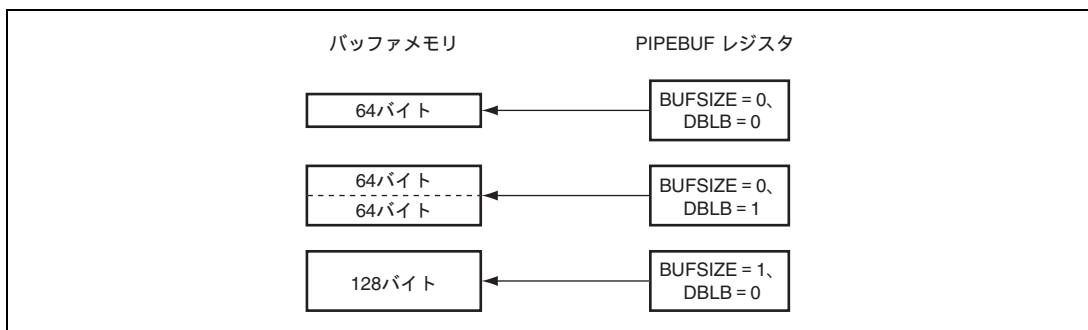 バッファメモリ
PIPEBUF レジスタ
64バイト
BUFSIZE = 0、
DBLB = 0
64バイト
64バイト
BUFSIZE = 0、
DBLB = 1
128バイト
BUFSIZE = 1、
DBLB = 0